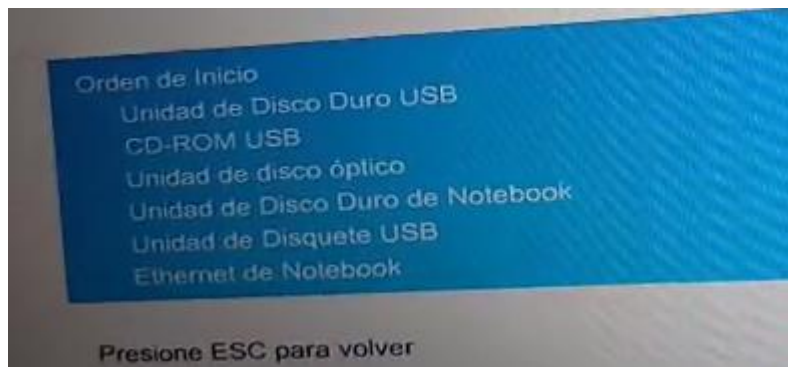 Orden de Inicio
Unidad de Disco Duro USB
CD-ROM USB
Unidad de disco óptico
Unidad de Disco Duro de Notebook
Unidad de Disquete USB
Ethernet de Notebook
Presione ESC para volver